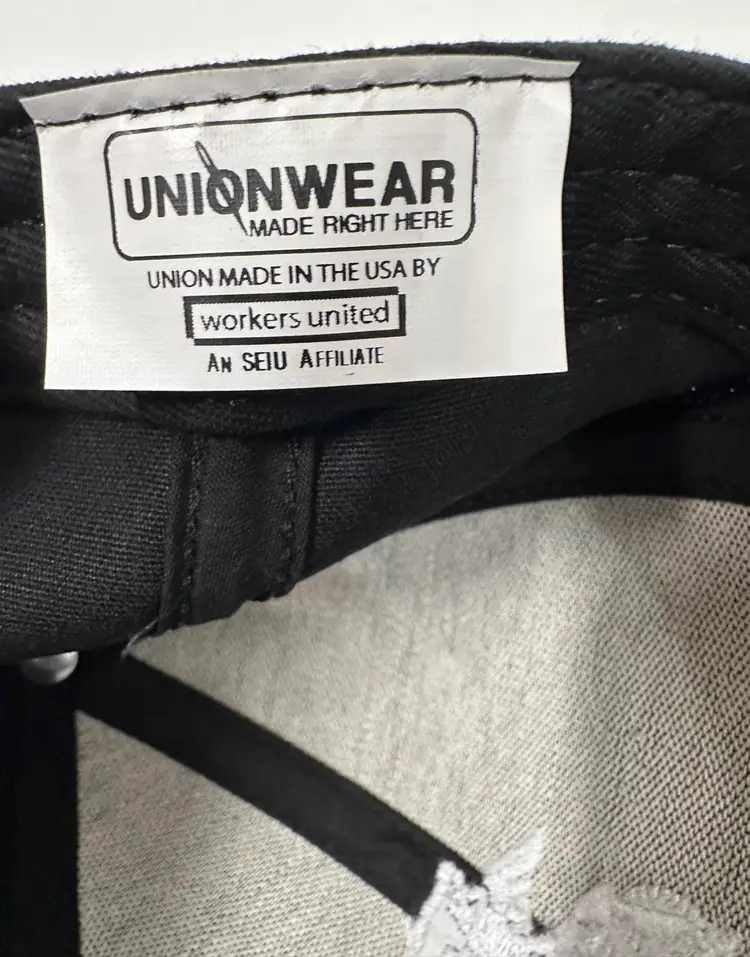 UNIONWEAR
MADE RIGHT HERE
UNION MADE IN THE USA BY
workers united
AN SEIU AFFILIATE